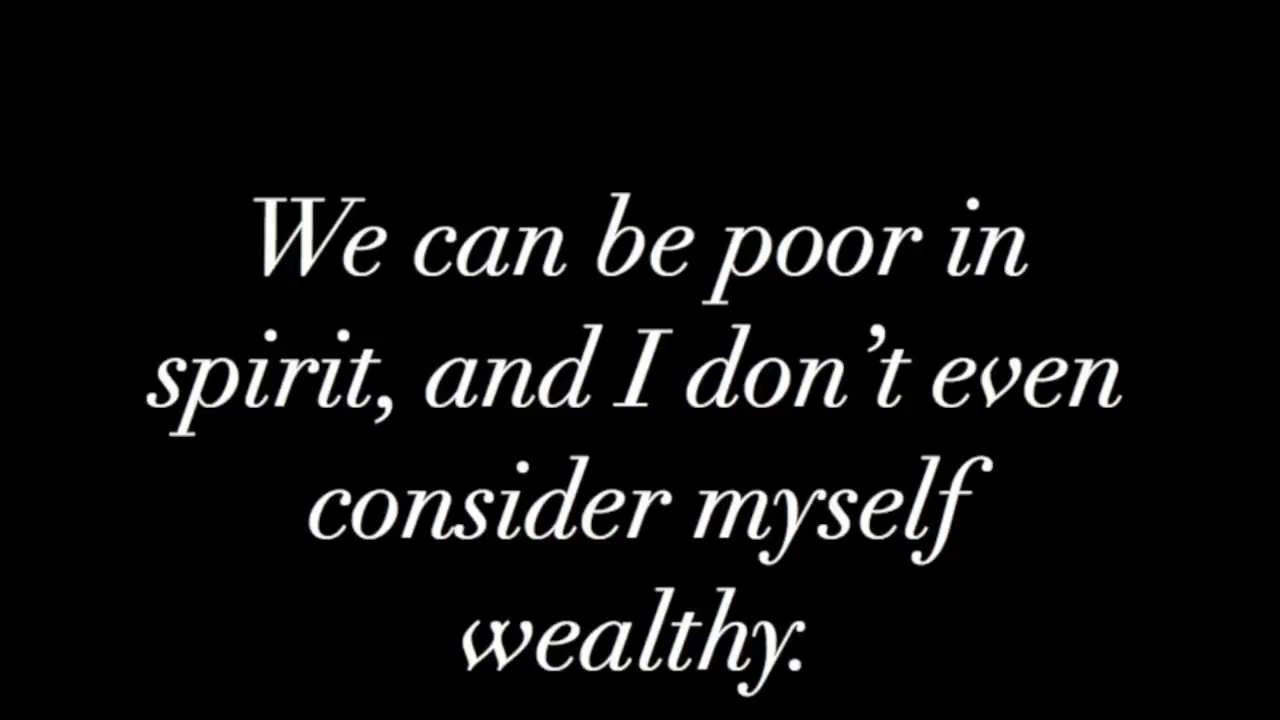 We can be poor in
spirit, and I don’t even
consider myself
wealthy.